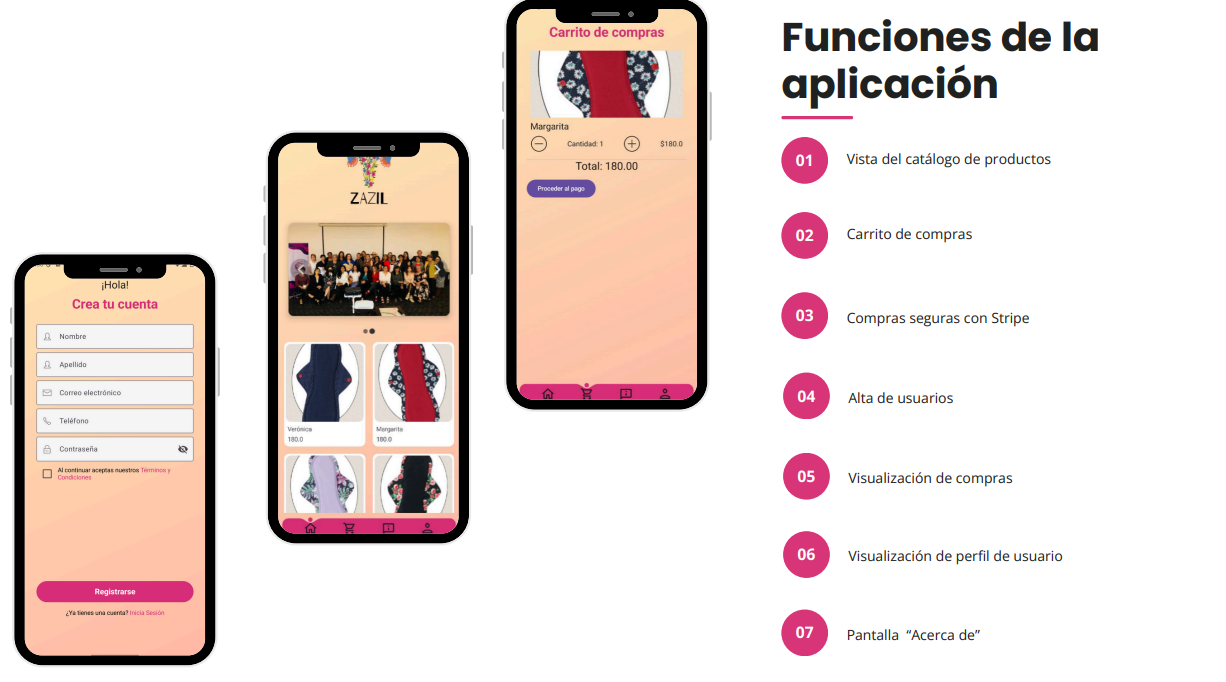 ¡Hola!
Crea tu cuenta
Nombre
Apellido
Correo electrónico
Teléfono
Contraseña
Al continuar aceptas nuestros Términos y
Condiciones
Registrarse
¿Ya tienes una cuenta? Inicia Sesión
ZAZIL
Verónica
180.0
Margarita
180.0
Carrito de compras
Margarita
Cantidad: 1
$180.0
Total: 180.00
Proceder al pago
Funciones de la
aplicación
01 Vista del catálogo de productos
02 Carrito de compras
03 Compras seguras con Stripe
04 Alta de usuarios
05 Visualización de compras
06 Visualización de perfil de usuario
07 Pantalla “Acerca de”